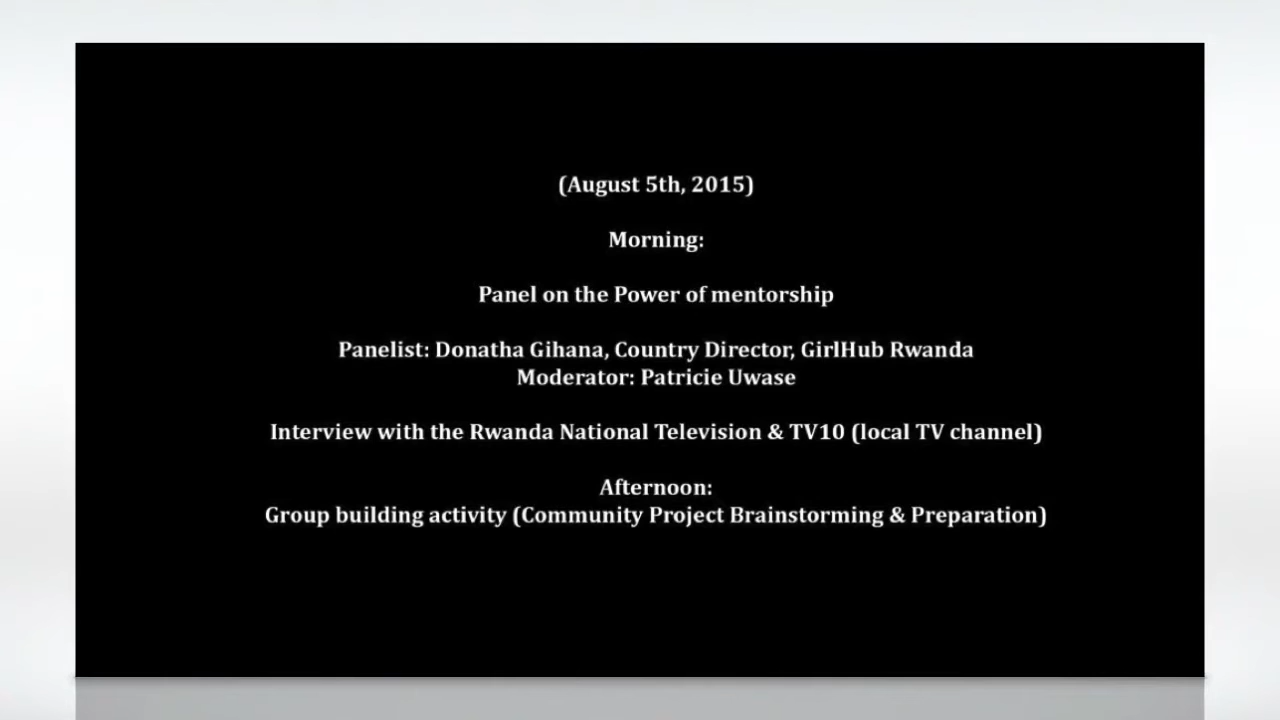 (August 5th, 2015)
Morning:
Panel on the Power of mentorship
Panelist: Donatha Gihana, Country Director, GirlHub Rwanda
Moderator: Patricie Uwase
Interview with the Rwanda National Television & TV10 (local TV channel)
Afternoon:
Group building activity (Community Project Brainstorming & Preparation)